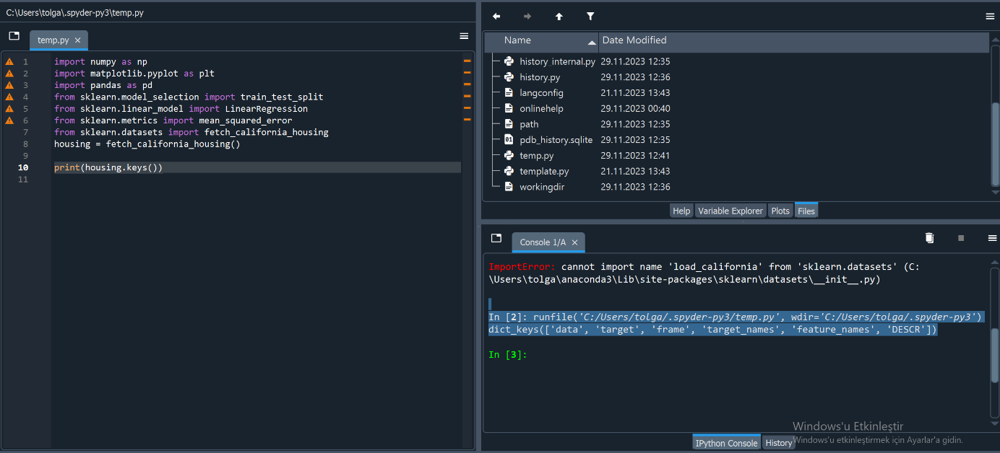 C:\Users\tolga\.spyder-py3\temp.py
temp.py
1 import numpy as np
2 import matplotlib.pyplot as plt
3 import pandas as pd
4 from sklearn.model_selection import train_test_split
5 from sklearn.linear_model import LinearRegression
6 from sklearn.metrics import mean_squared_error
7 from sklearn.datasets import fetch_california_housing
8 housing = fetch_california_housing()
9
10 print(housing.keys())
11
Name Date Modified
history_internal.py 29.11.2023 12:35
history.py 29.11.2023 12:36
langconfig 21.11.2023 13:43
onlinehelp 29.11.2023 00:40
path 29.11.2023 12:35
pdb_history.sqlite 29.11.2023 12:35
temp.py 29.11.2023 12:41
template.py 21.11.2023 13:43
workingdir 29.11.2023 12:36
Help Variable Explorer Plots Files
Console 1/A
ImportError: cannot import name 'load_california' from 'sklearn.datasets' (C:
\Users\tolga\anaconda3\Lib\site-packages\sklearn\datasets\__init__.py)
In [2]: runfile('C:/Users/tolga/.spyder-py3/temp.py', wdir='C:/Users/tolga/.spyder-py3')
dict_keys(['data', 'target', 'frame', 'target_names', 'feature_names', 'DESCR'])
In [3]:
Windows'u Etkinleştir
Windows'u etkinleştirmek için Ayarlar'a gidin.
IPython Console History